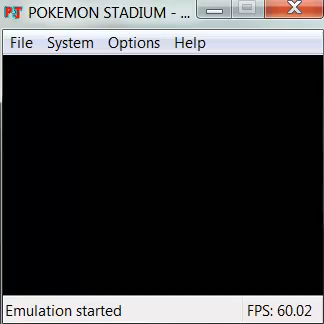 POKEMON STADIUM - ...
File System Options Help
Emulation started FPS: 60.02